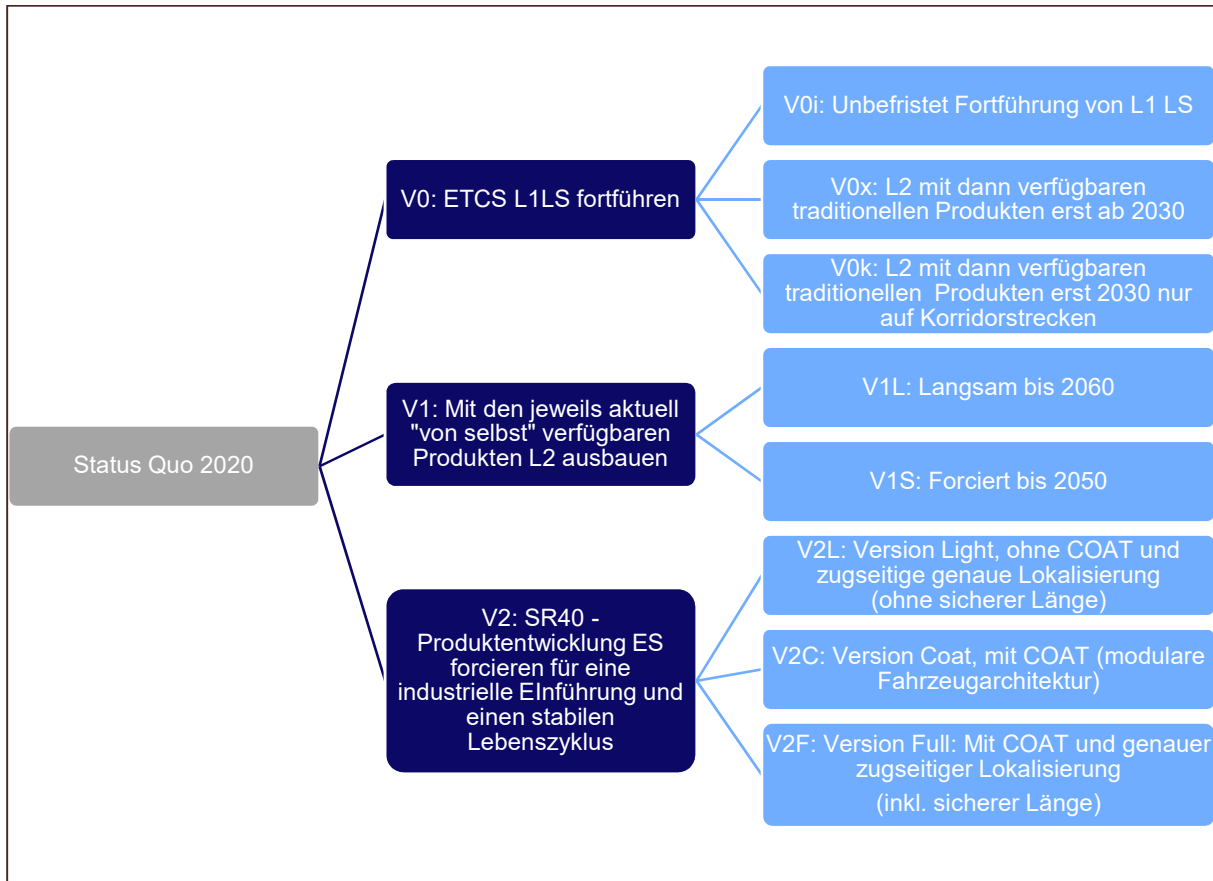 Status Quo 2020
V0: ETCS L1LS fortführen
V0i: Unbefristet Fortführung von L1 LS
V0x: L2 mit dann verfügbaren
traditionellen Produkten erst ab 2030
V0k: L2 mit dann verfügbaren
traditionellen Produkten erst 2030 nur
auf Korridorstrecken
V1: Mit den jeweils aktuell
"von selbst" verfügbaren
Produkten L2 ausbauen
V1L: Langsam bis 2060
V1S: Forciert bis 2050
V2: SR40 -
Produktentwicklung ES
forcieren für eine
industrielle EInführung und
einen stabilen
Lebenszyklus
V2L: Version Light, ohne COAT und
zugseitige genaue Lokalisierung
(ohne sicherer Länge)
V2C: Version Coat, mit COAT (modulare
Fahrzeugarchitektur)
V2F: Version Full: Mit COAT und genauer
zugseitiger Lokalisierung
(inkl. sicherer Länge)